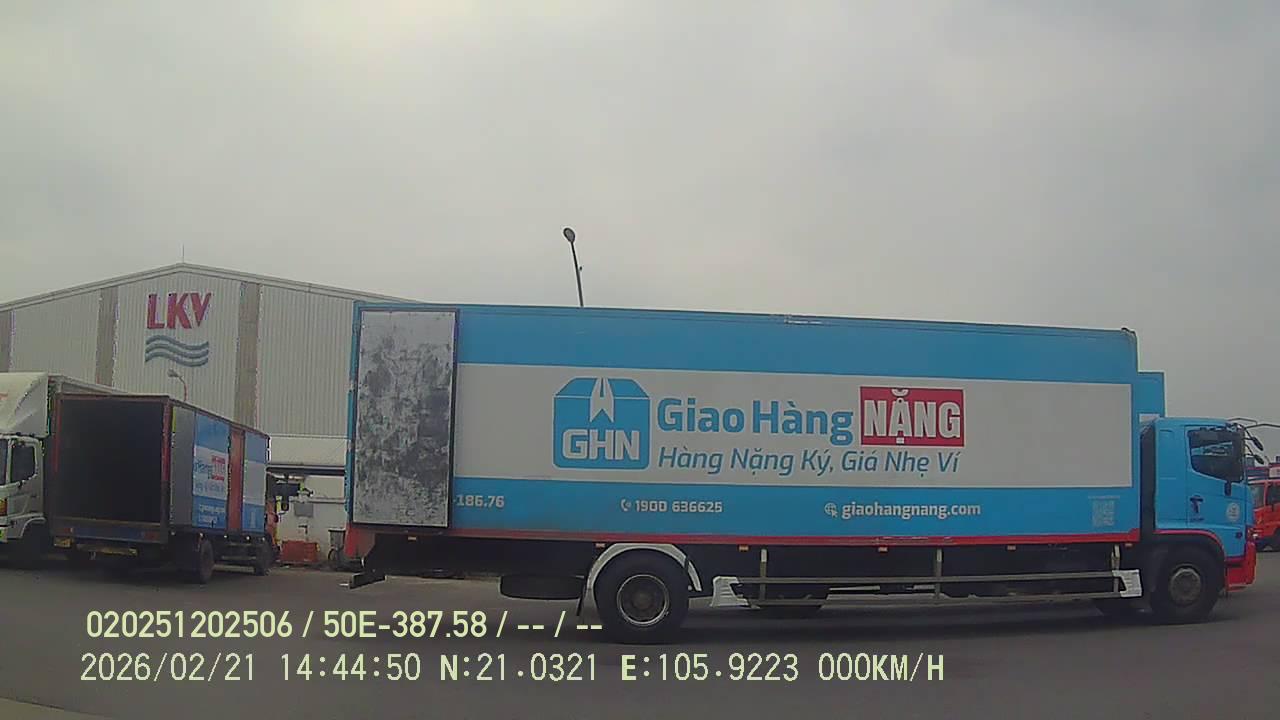 LKV
GHN
Giao Hàng NẶNG
Hàng Nặng Ký, Giá Nhẹ Ví
-186.76
1900 636625
giaohangnang.com
020251202506 / 50E-387.58 / -- / --
2026/02/21 14:44:50 N:21.0321 E:105.9223 000KM/H